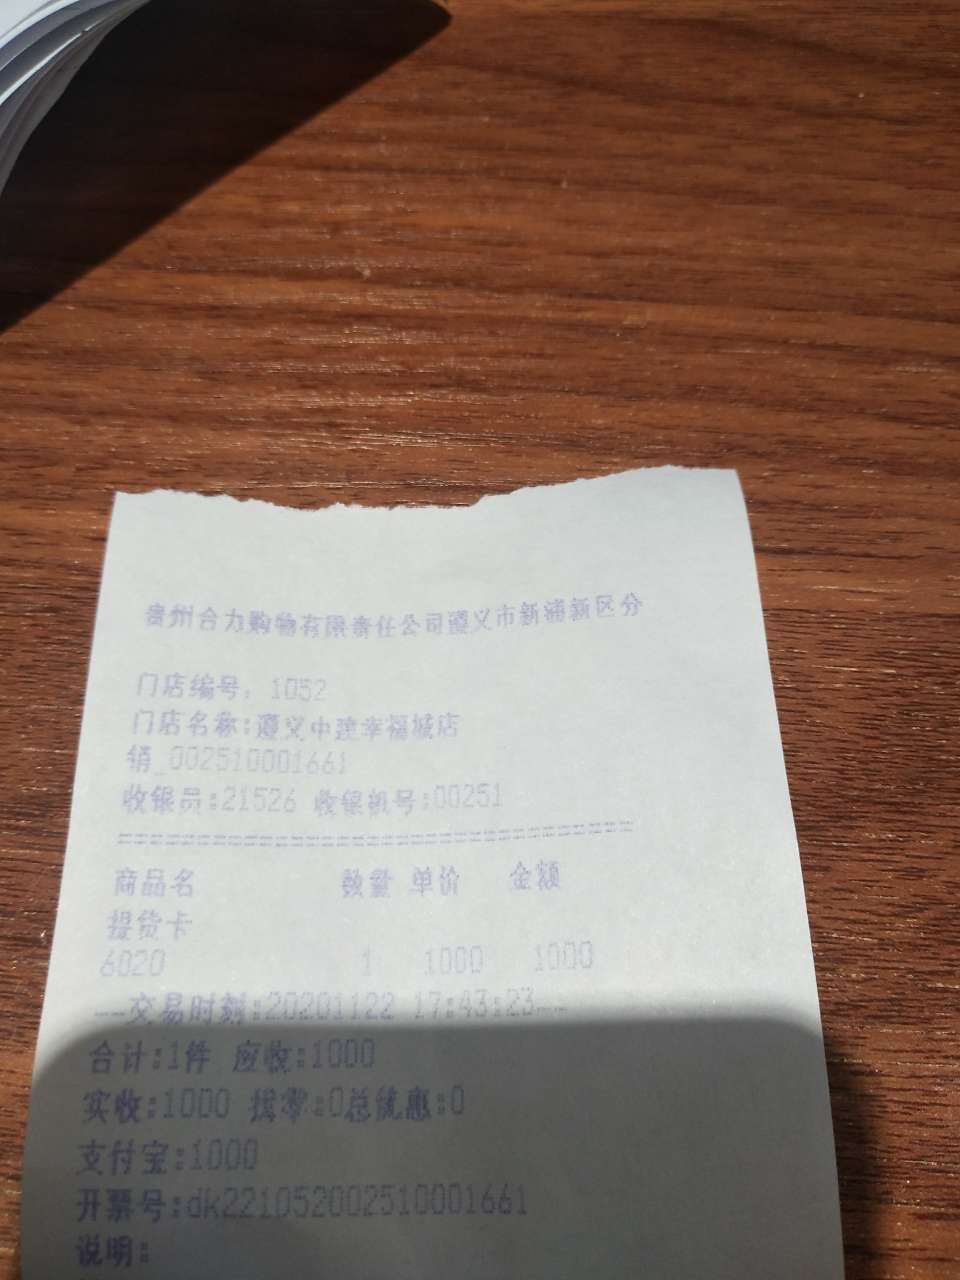 贵州合力购物有限责任公司遵义市新蒲新区分
门店编号: 1052
门店名称:遵义中建幸福城店
销_002510001661
收银员:21526 收银机号:00251
商品名 数量 单价 金额
提货卡
6020 1 1000 1000
--交易时刻:20201122 17:43:23--
合计:1件 应收:1000
实收:1000 找零:0总优惠:0
支付宝:1000
开票号:dk221052002510001661
说明: